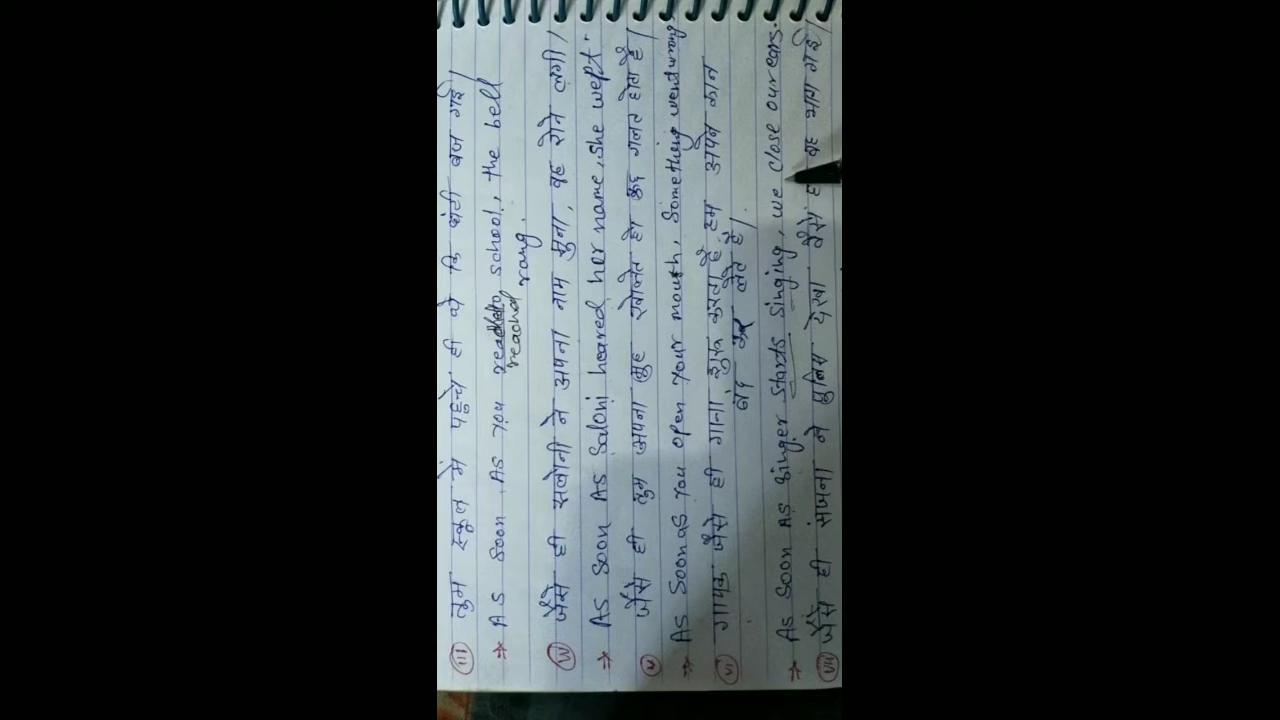 (iii) तुम स्कूल में पहुंचे ही थे कि घंटी बज गई।
⇒ As Soon As you school, the bell
reached rang.
(iv) जैसे ही सलोनी ने अपना नाम सुना, वह रोने लगी।
⇒ As Soon As Saloni heared her name, She wept.
(v) जैसे ही तुम अपना मुह खोलते हो कुछ गलत होता है।
⇒ As Soon as You open Your mouth, Something went wrong
(vi) गायक जैसे ही गाना शुरू करता है हम अपने कान
बंद कर लेते है।
⇒ As Soon As Singer Starts Singing, we close our ears.
(vii) जैसे ही संजना ने पुलिस देखा वैसे वह भाग गई।